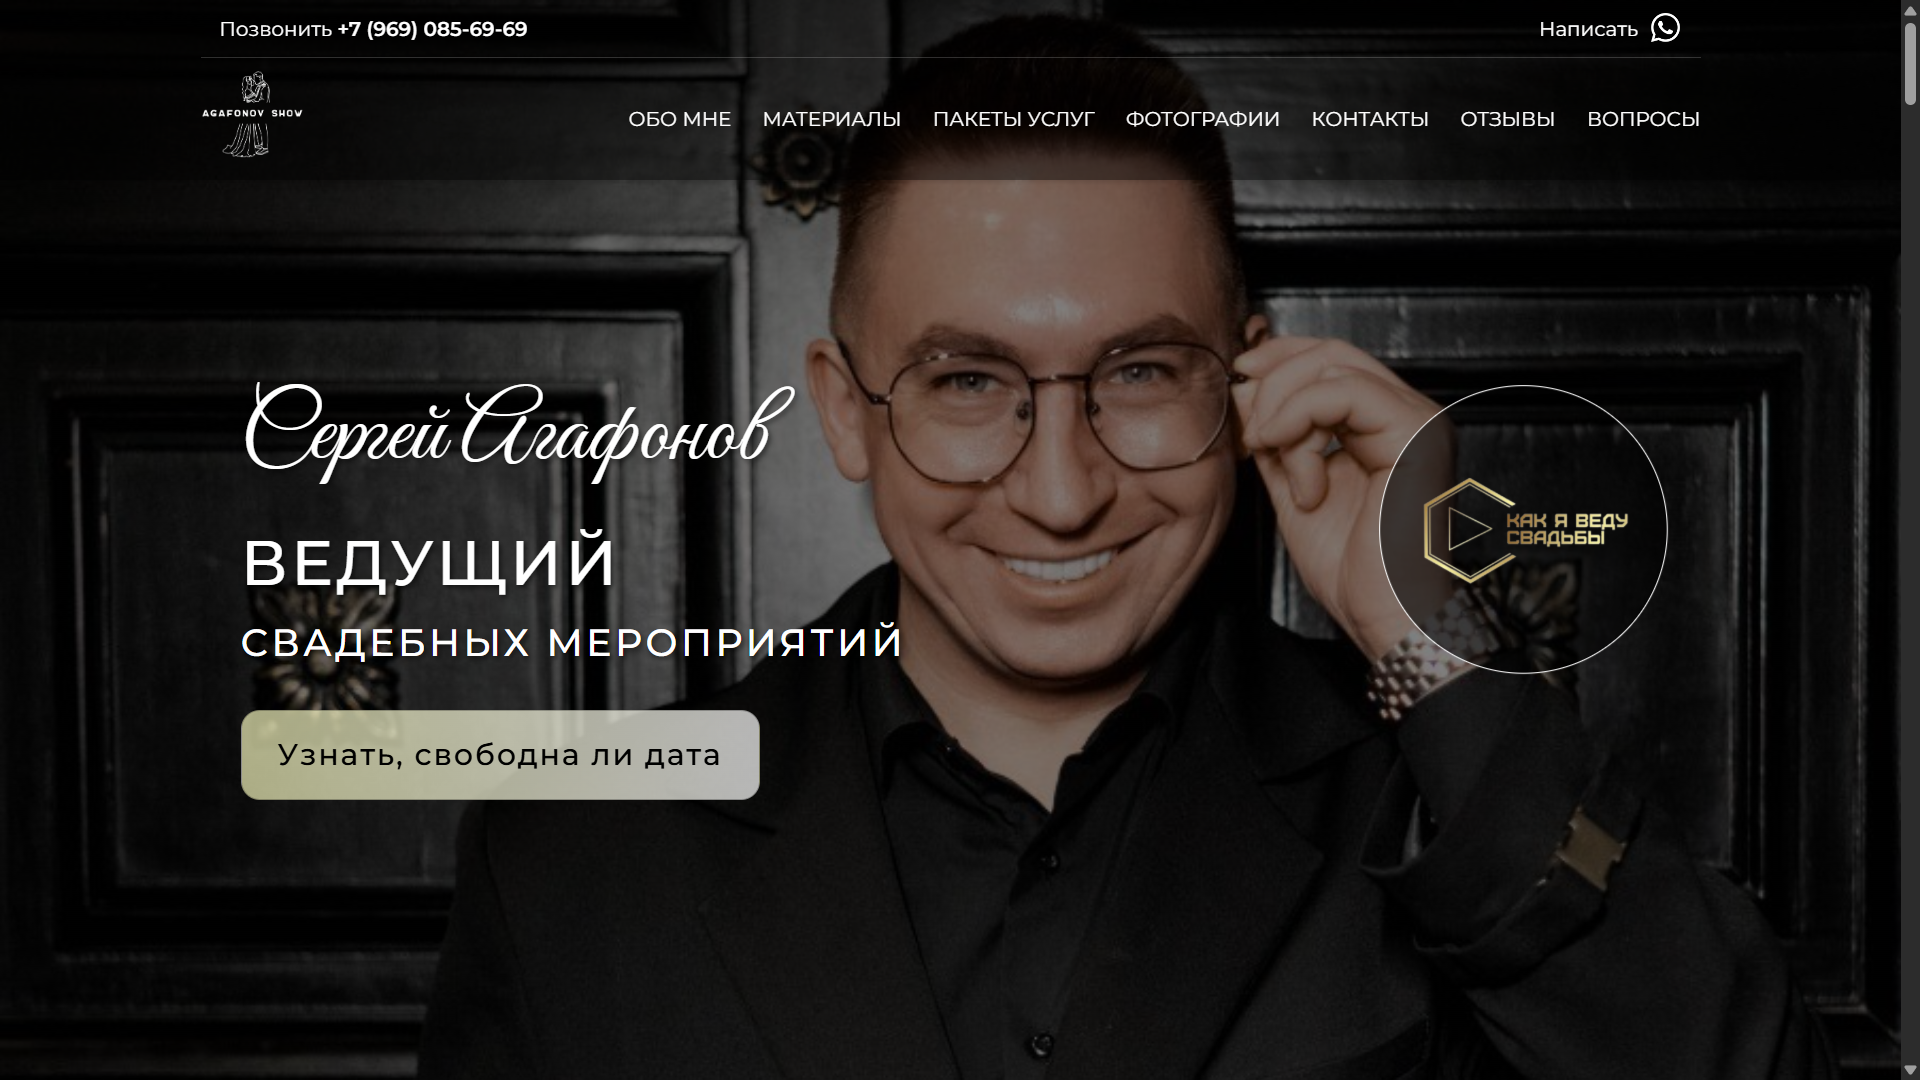 Позвонить +7 (969) 085-69-69
Написать
AGAFONOV SHOW
ОБО МНЕ МАТЕРИАЛЫ ПАКЕТЫ УСЛУГ ФОТОГРАФИИ КОНТАКТЫ ОТЗЫВЫ ВОПРОСЫ
Сергей Агафонов
ВЕДУЩИЙ
СВАДЕБНЫХ МЕРОПРИЯТИЙ
КАК Я ВЕДУ
СВАДЬБЫ
Узнать, свободна ли дата